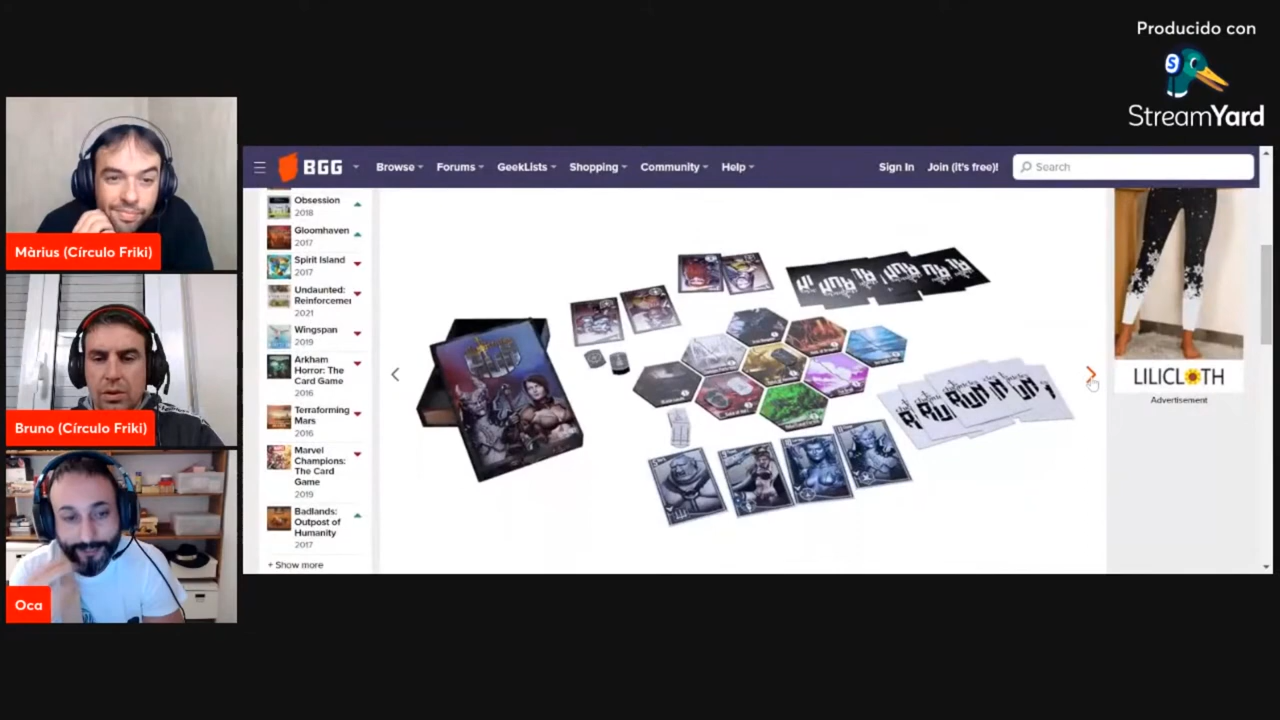 Producido con
StreamYard
Màrius (Círculo Friki)
Bruno (Círculo Friki)
Oca
BGG
Browse
Forums
GeekLists
Shopping
Community
Help
Sign In
Join (it's free)!
Search
Obsession
2018
Gloomhaven
2017
Spirit Island
2017
Undaunted:
Reinforcemen
2021
Wingspan
2019
Arkham
Horror: The
Card Game
2016
Terraforming
Mars
2016
Marvel
Champions:
The Card
Game
2019
Badlands:
Outpost of
Humanity
2017
+ Show more
LILICLOTH
Advertisement